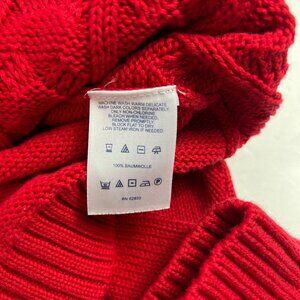 MACHINE WASH WARM DELICATE.
WASH DARK COLORS SEPARATELY.
ONLY NON-CHLORINE
BLEACH WHEN NEEDED.
REMOVE PROMPTLY.
BLOCK FLAT TO DRY
LOW STEAM IRON IF NEEDED.
100% BAUMWOLLE
RN 62850